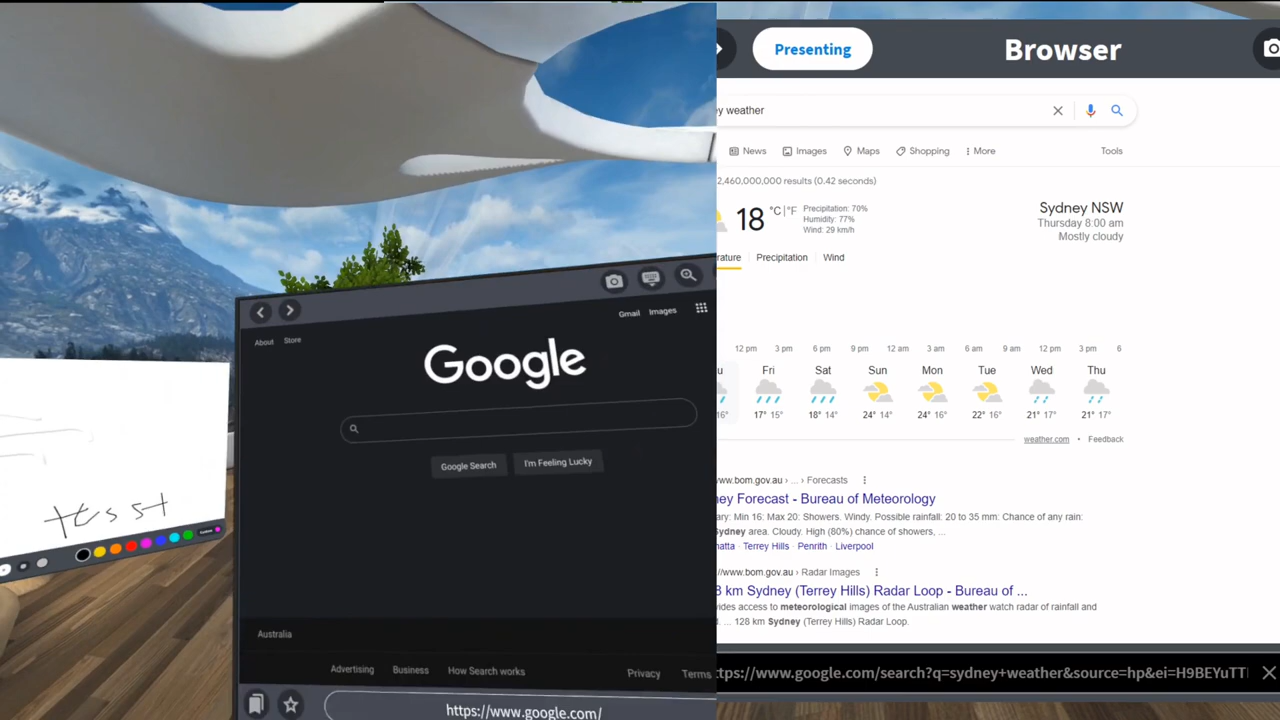 Gmail Images
About Store
Google
Google Search I'm Feeling Lucky
Australia
Advertising Business How Search works Privacy Terms
https://www.google.com/
Presenting
Browser
ey weather
News Images Maps Shopping More Tools
2,460,000,000 results (0.42 seconds)
18 °C | °F
Precipitation: 70%
Humidity: 77%
Wind: 29 km/h
Sydney NSW
Thursday 8:00 am
Mostly cloudy
rature Precipitation Wind
12 pm 3 pm 6 pm 9 pm 12 am 3 am 6 am 9 am 12 pm 3 pm 6
u Fri Sat Sun Mon Tue Wed Thu
16° 17° 15° 18° 14° 24° 14° 24° 16° 22° 16° 21° 17° 21° 17°
weather.com • Feedback
www.bom.gov.au › ... › Forecasts
ney Forecast - Bureau of Meteorology
ary: Min 16: Max 20: Showers. Windy. Possible rainfall: 20 to 35 mm: Chance of any rain:
Sydney area. Cloudy. High (80%) chance of showers, ...
matta · Terrey Hills · Penrith · Liverpool
//www.bom.gov.au › Radar Images
8 km Sydney (Terrey Hills) Radar Loop - Bureau of ...
vides access to meteorological images of the Australian weather watch radar of rainfall and
d. ... 128 km Sydney (Terrey Hills) Radar Loop.
ttps://www.google.com/search?q=sydney+weather&source=hp&ei=H9BEYuTT